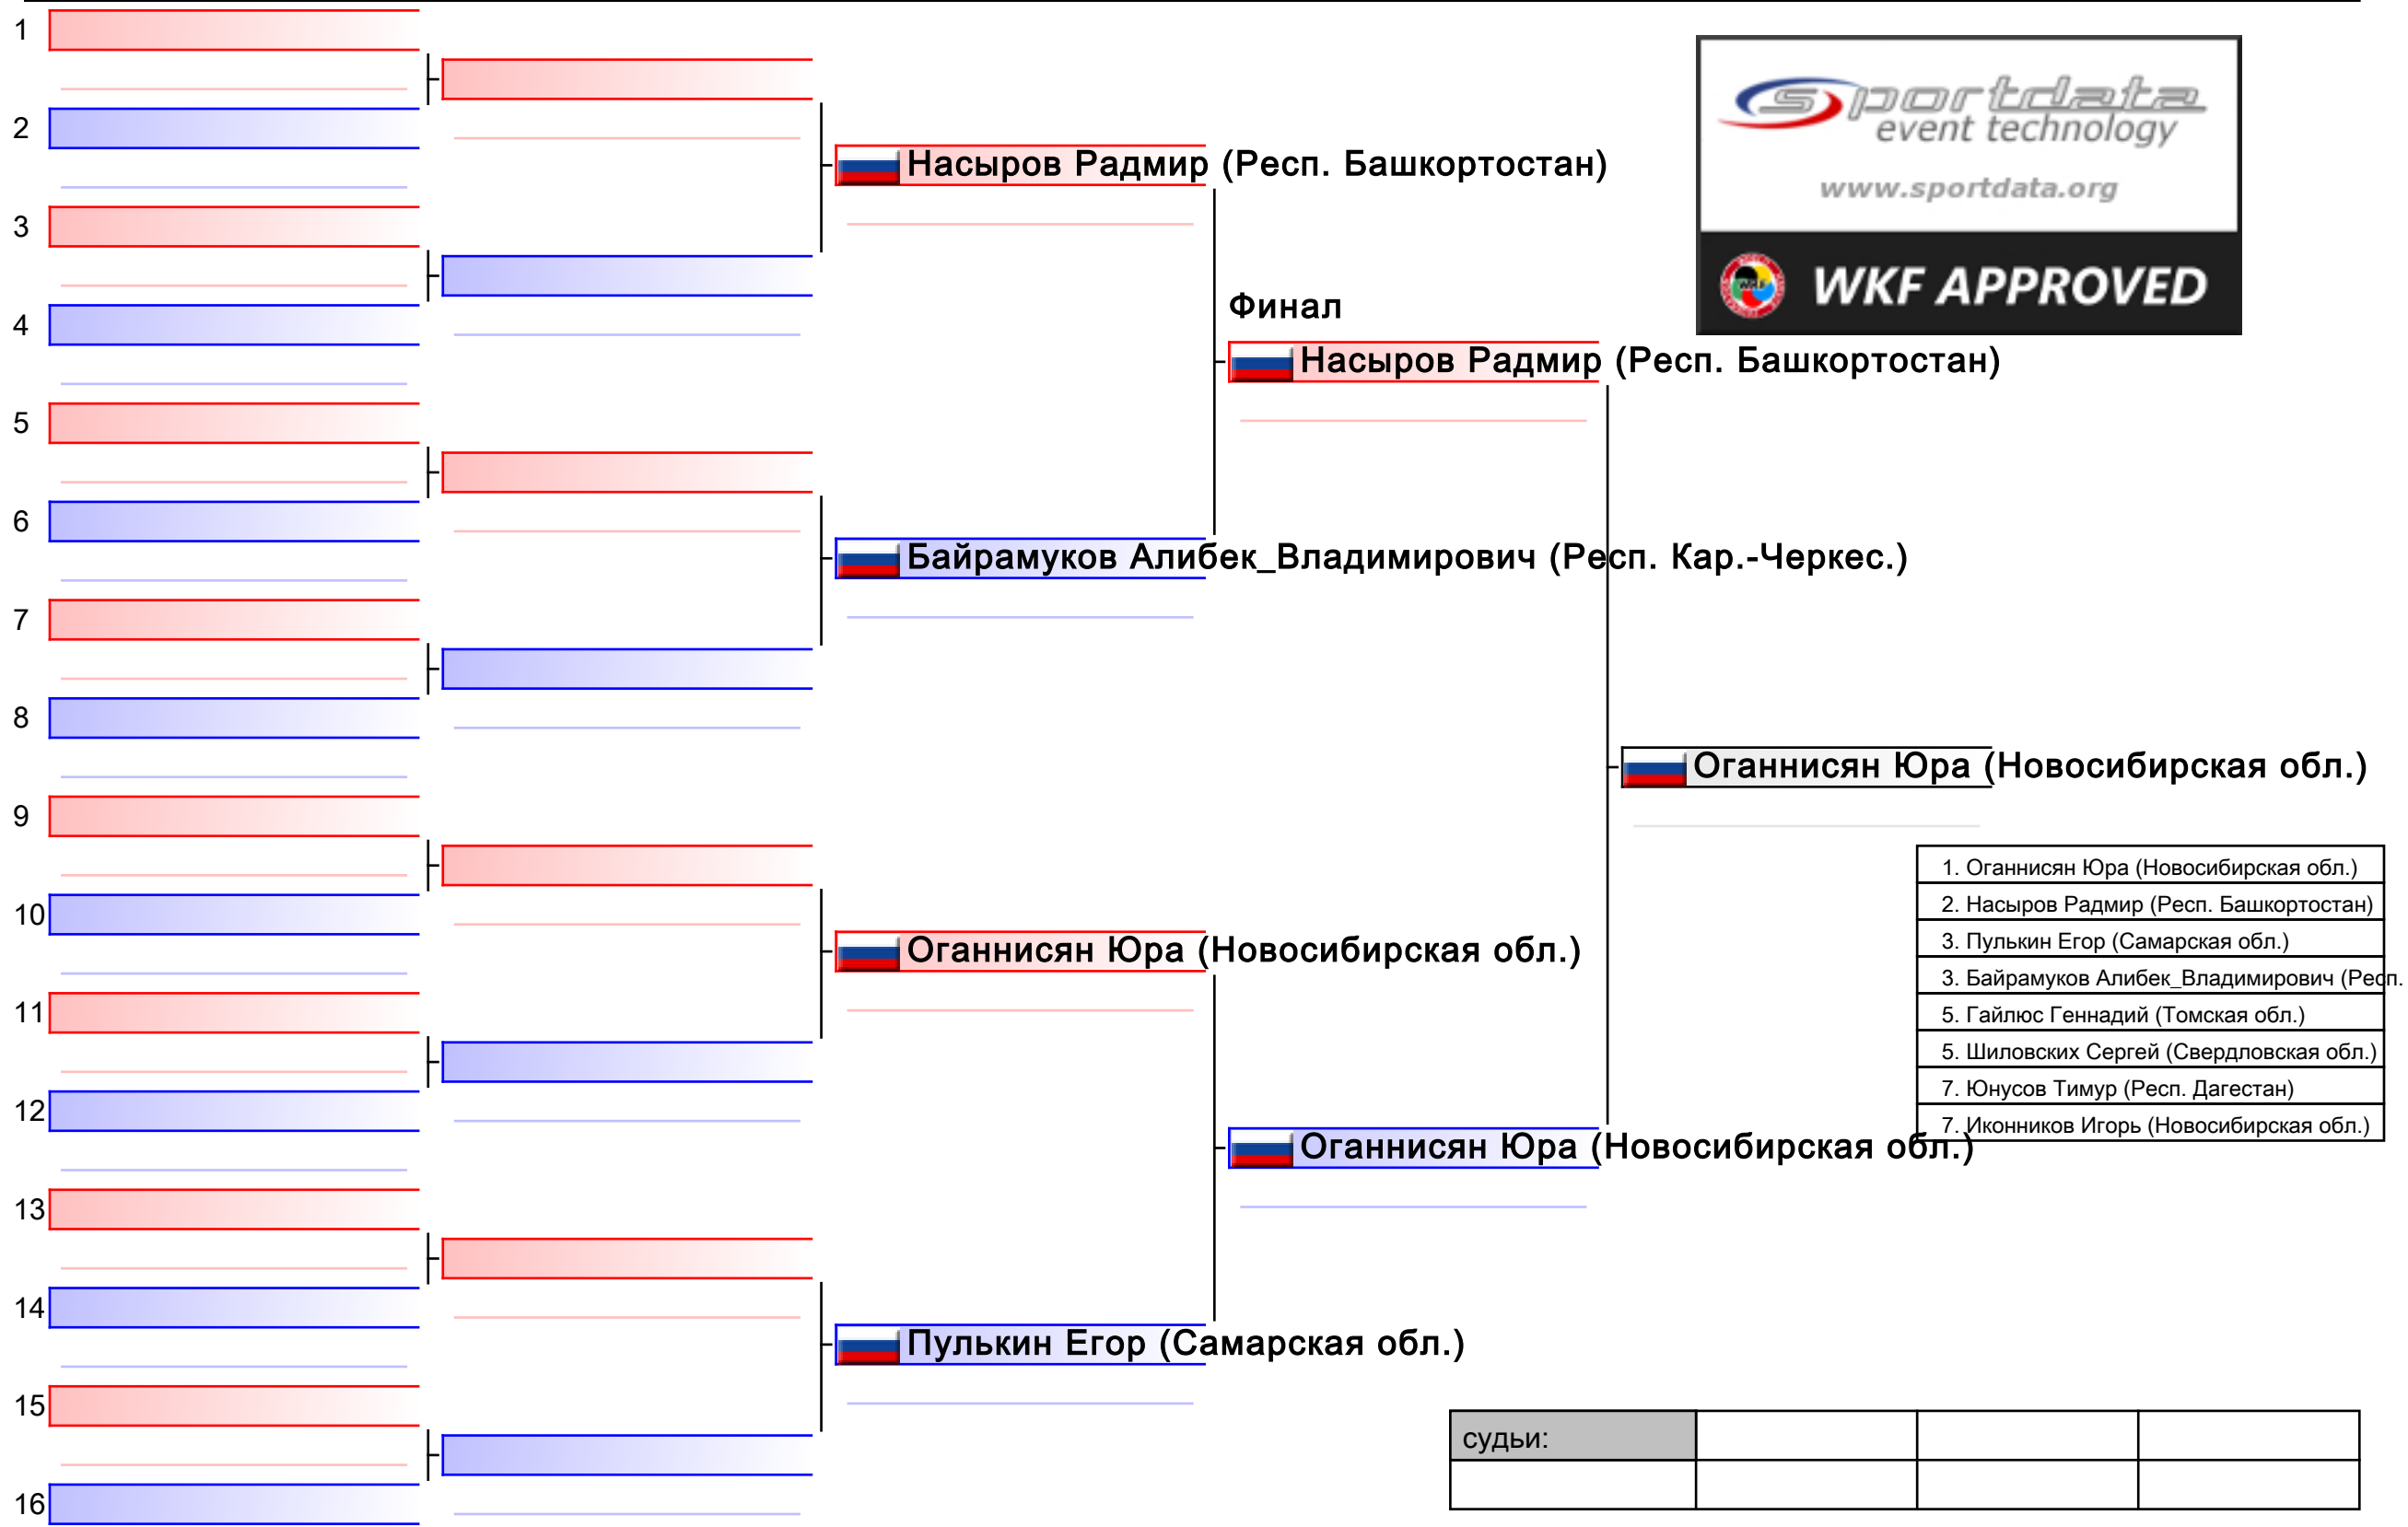 1
2
3
4
5
6
7
8
9
10
11
12
13
14
15
16
Насыров Радмир (Респ. Башкортостан)
Байрамуков Алибек_Владимирович (Респ. Кар.-Черкес.)
Оганнисян Юра (Новосибирская обл.)
Пулькин Егор (Самарская обл.)
Финал
Насыров Радмир (Респ. Башкортостан)
Оганнисян Юра (Новосибирская обл.)
Оганнисян Юра (Новосибирская обл.)
sportdata
event technology
www.sportdata.org
WKF APPROVED
1. Оганнисян Юра (Новосибирская обл.)
2. Насыров Радмир (Респ. Башкортостан)
3. Пулькин Егор (Самарская обл.)
3. Байрамуков Алибек_Владимирович (Респ.
5. Гайлюс Геннадий (Томская обл.)
5. Шиловских Сергей (Свердловская обл.)
7. Юнусов Тимур (Респ. Дагестан)
7. Иконников Игорь (Новосибирская обл.)
судьи: